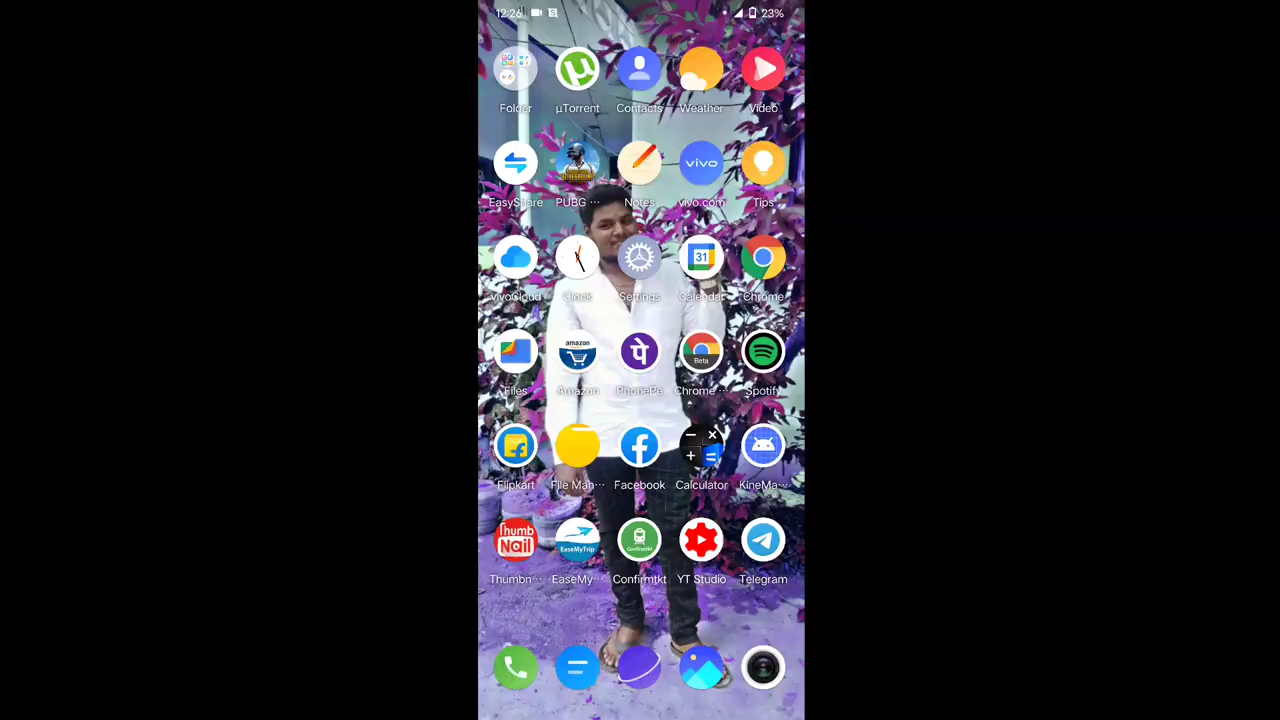 12:26 23%
Folder µTorrent Contacts Weather Video
vivo
EasyShare PUBG ··· Notes vivo.com Tips
31
vivoCloud Clock Settings Calendar Chrome
amazon पे Beta
Files Amazon PhonePe Chrome ··· Spotify
Flipkart File Man··· Facebook Calculator KineMa···
Thumb
Nail EaseMyTrip Confirmtkt
Thumbn··· EaseMy··· Confirmtkt YT Studio Telegram